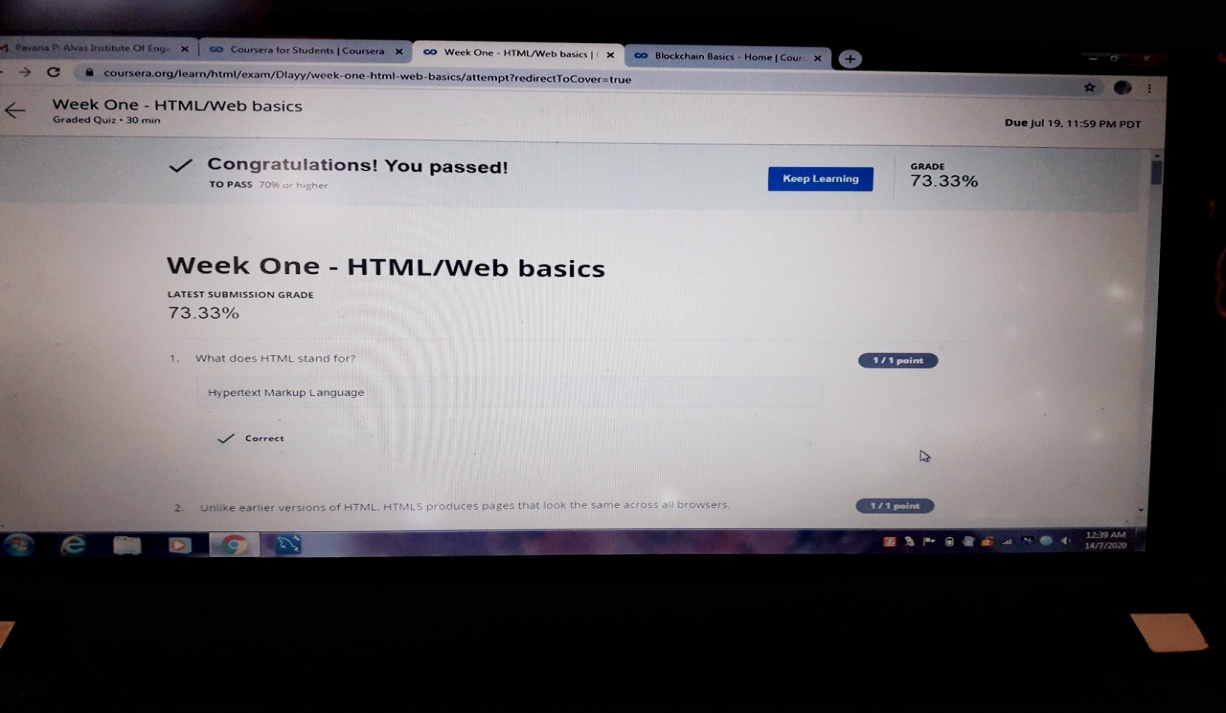 Pavana P: Alvas Institute Of Eng
Coursera for Students | Coursera
Week One - HTML/Web basics |
Blockchain Basics - Home | Cour
coursera.org/learn/html/exam/Dlayy/week-one-html-web-basics/attempt?redirectToCover=true
Week One - HTML/Web basics
Graded Quiz • 30 min
Due Jul 19, 11:59 PM PDT
Congratulations! You passed!
TO PASS 70% or higher
Keep Learning
GRADE
73.33%
Week One - HTML/Web basics
LATEST SUBMISSION GRADE
73.33%
1. What does HTML stand for?
1 / 1 point
Hypertext Markup Language
Correct
2. Unlike earlier versions of HTML, HTML5 produces pages that look the same across all browsers.
1 / 1 point
12:39 AM
14/7/2020